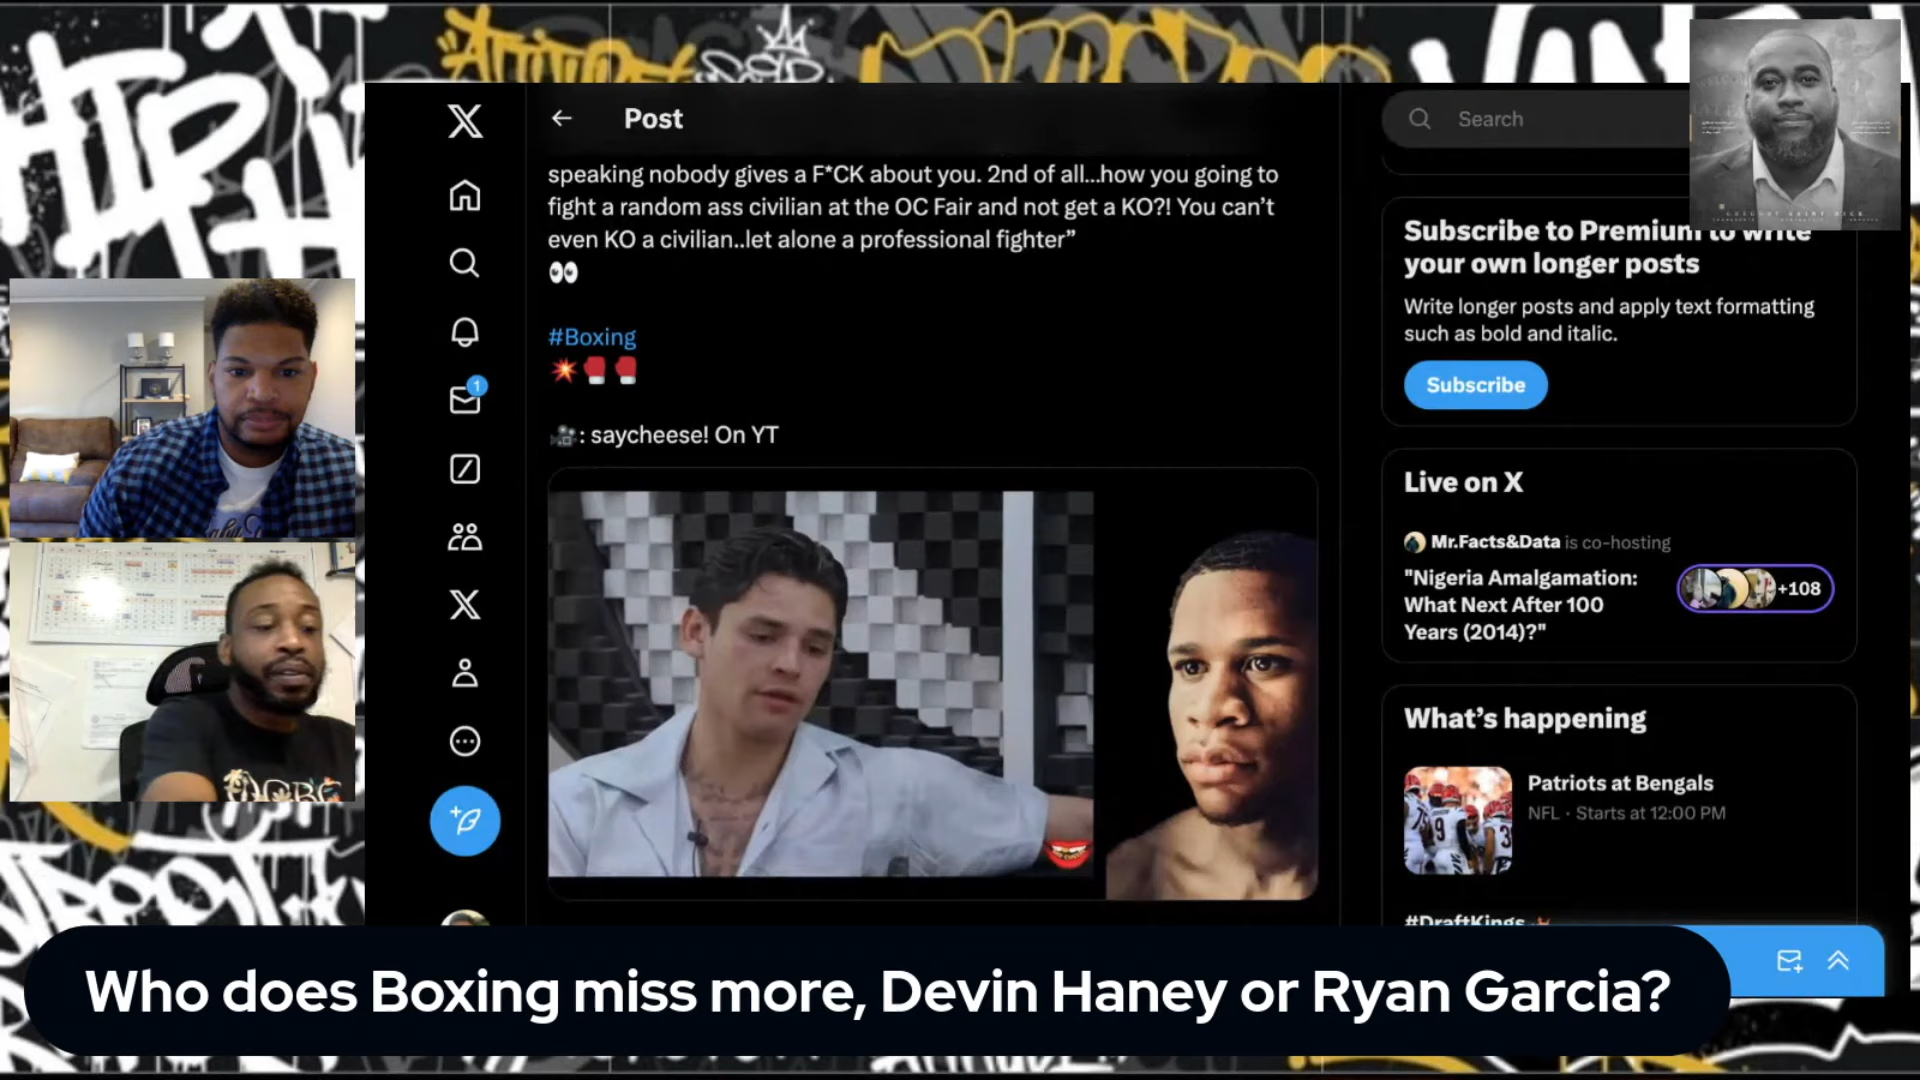 Post
speaking nobody gives a F*CK about you. 2nd of all...how you going to
fight a random ass civilian at the OC Fair and not get a KO?! You can't
even KO a civilian..let alone a professional fighter”
#Boxing
: saycheese! On YT
Search
Subscribe to Premium to write
your own longer posts
Write longer posts and apply text formatting
such as bold and italic.
Subscribe
1
Live on X
Mr.Facts&Data is co-hosting
"Nigeria Amalgamation:
What Next After 100
Years (2014)?"
+108
What's happening
Patriots at Bengals
NFL · Starts at 12:00 PM
#DraftKings
Who does Boxing miss more, Devin Haney or Ryan Garcia?